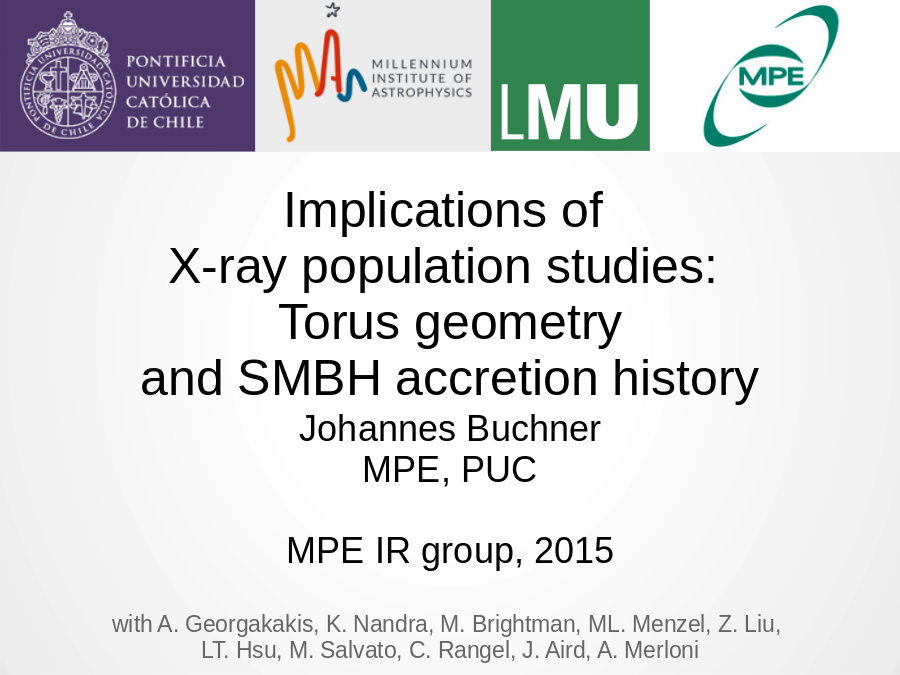 PONTIFICIA
UNIVERSIDAD
CATÓLICA
DE CHILE
MILLENNIUM
INSTITUTE OF
ASTROPHYSICS
LMU
MPE
Implications of
X-ray population studies:
Torus geometry
and SMBH accretion history
Johannes Buchner
MPE, PUC
MPE IR group, 2015
with A. Georgakakis, K. Nandra, M. Brightman, ML. Menzel, Z. Liu,
LT. Hsu, M. Salvato, C. Rangel, J. Aird, A. Merloni